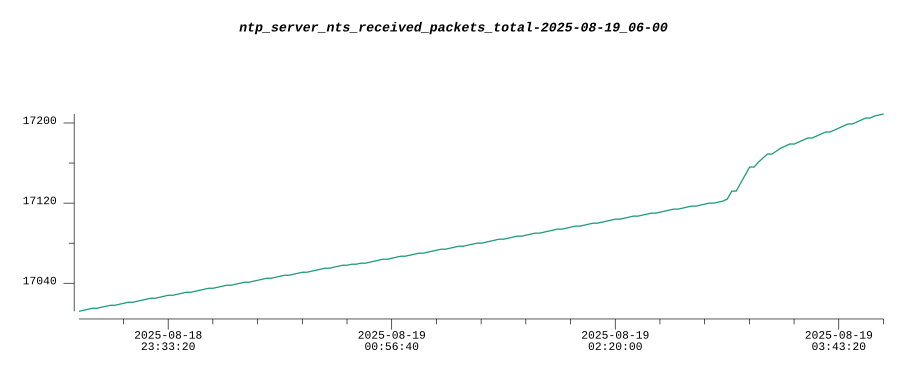 ntp_server_nts_received_packets_total-2025-08-19_06-00
17200
17120
17040
2025-08-18 2025-08-19 2025-08-19 2025-08-19
23:33:20 00:56:40 02:20:00 03:43:20